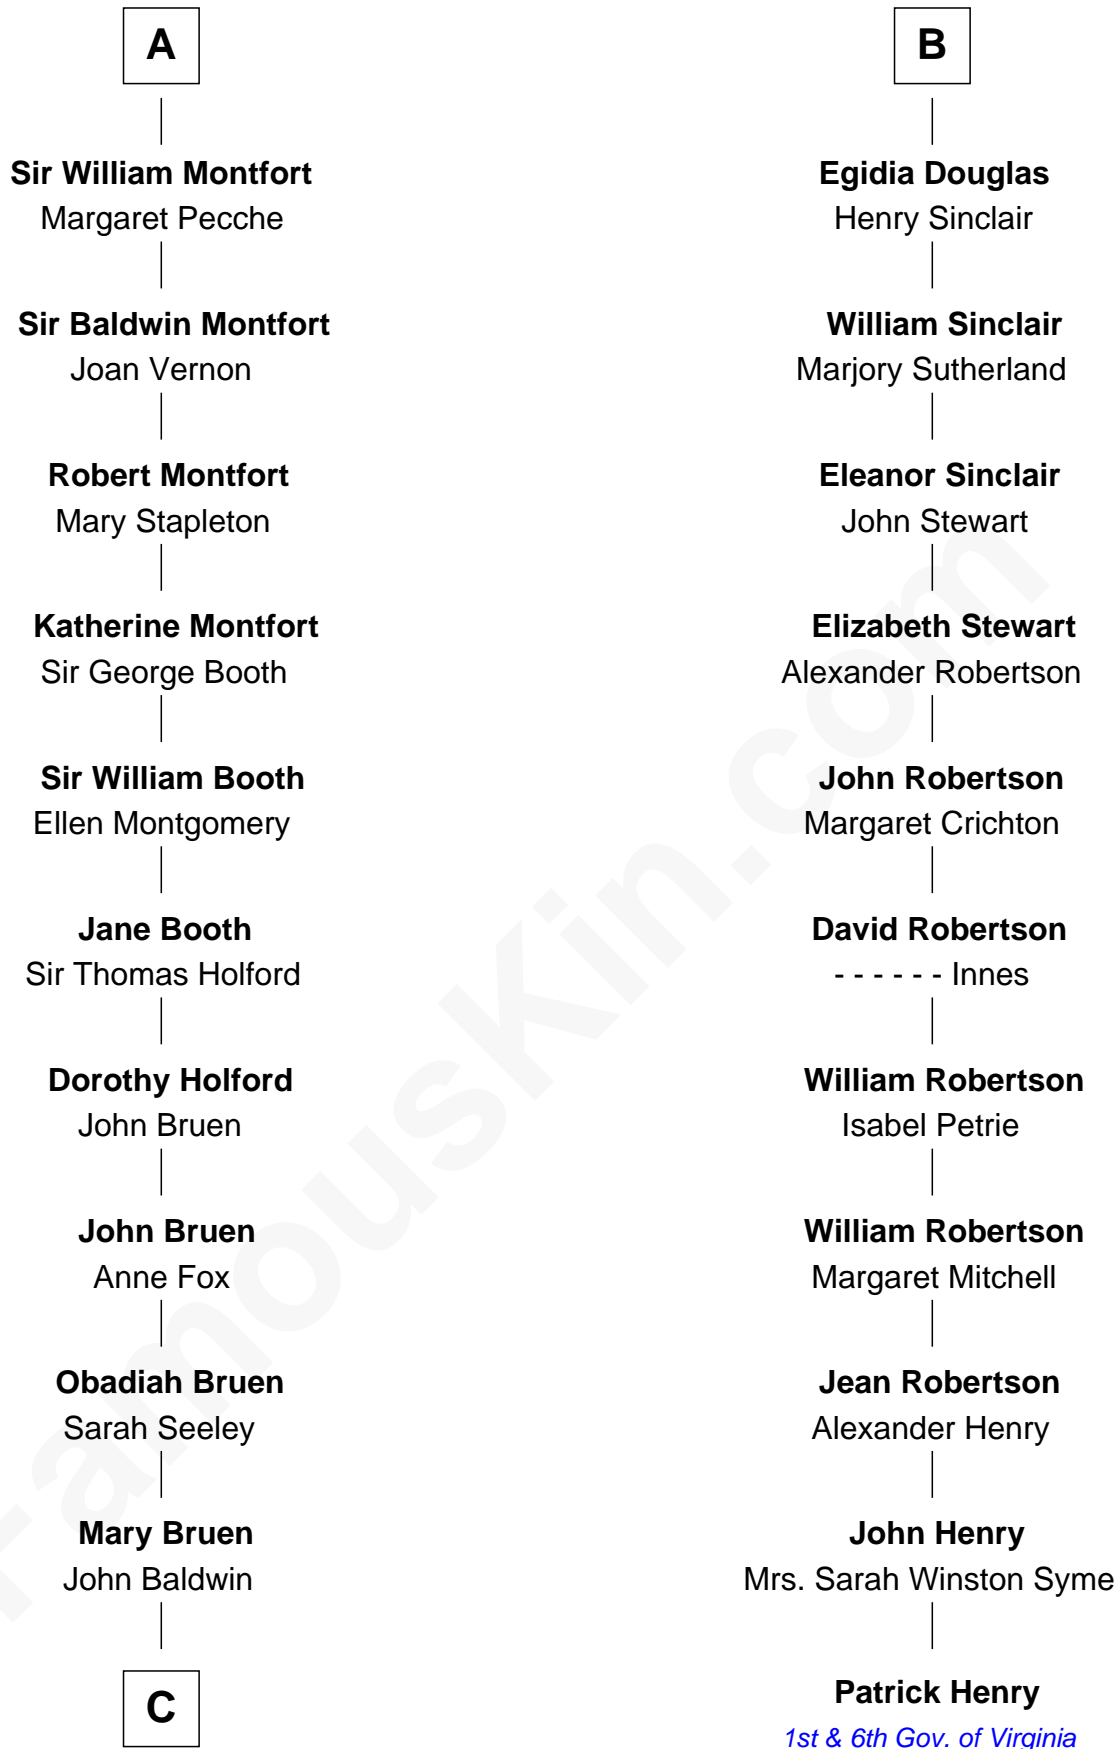 A
Sir William Montfort
Margaret Pecche
Sir Baldwin Montfort
Joan Vernon
Robert Montfort
Mary Stapleton
Katherine Montfort
Sir George Booth
Sir William Booth
Ellen Montgomery
Jane Booth
Sir Thomas Holford
Dorothy Holford
John Bruen
John Bruen
Anne Fox
Obadiah Bruen
Sarah Seeley
Mary Bruen
John Baldwin
C
B
Egidia Douglas
Henry Sinclair
William Sinclair
Marjory Sutherland
Eleanor Sinclair
John Stewart
Elizabeth Stewart
Alexander Robertson
John Robertson
Margaret Crichton
David Robertson
- - - - - - Innes
William Robertson
Isabel Petrie
William Robertson
Margaret Mitchell
Jean Robertson
Alexander Henry
John Henry
Mrs. Sarah Winston Syme
Patrick Henry
1st & 6th Gov. of Virginia
FamousKin.com